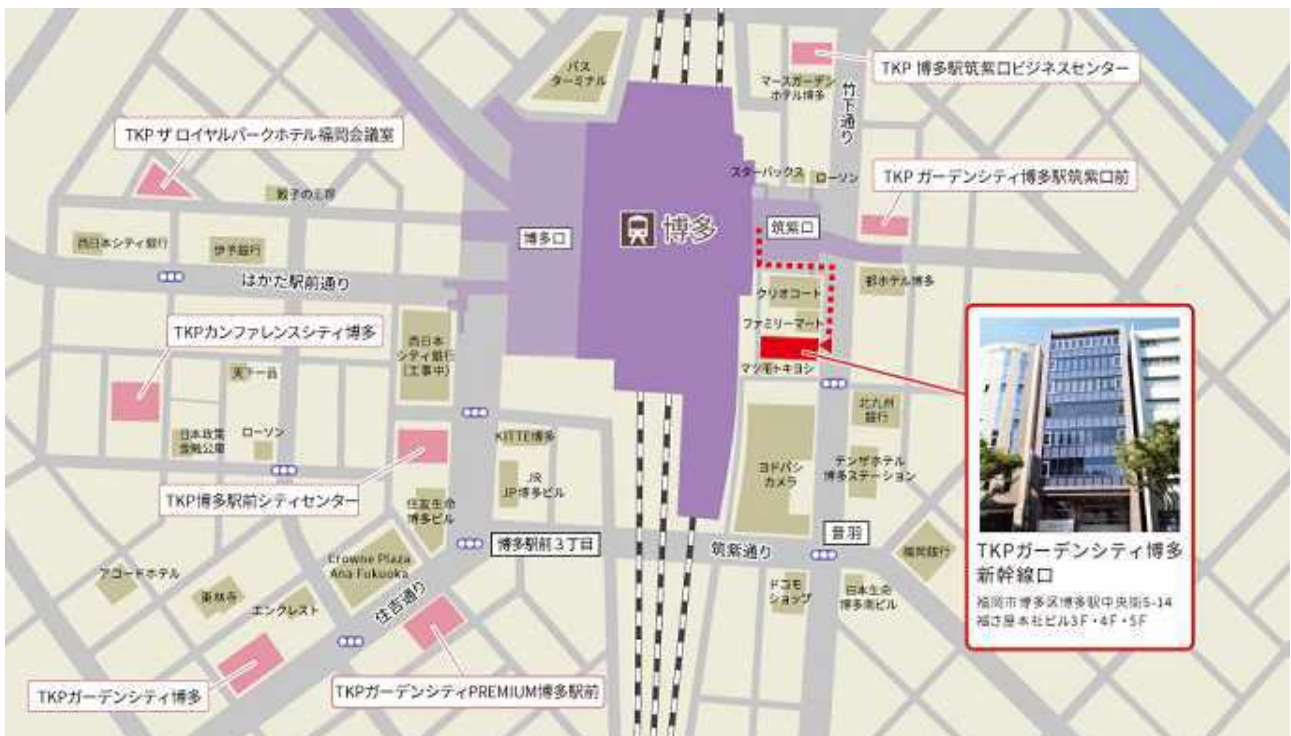 バス
ターミナル
TKP 博多駅筑紫口ビジネスセンター
マースガーデン
ホテル博多
竹下通り
TKP ザ ロイヤルパークホテル福岡会議室
餃子の王将
スターバックス
ローソン
TKP ガーデンシティ博多駅筑紫口前
西日本シティ銀行
伊予銀行
博多口
博多
筑紫口
はかた駅前通り
クリオコート
都ホテル博多
ファミリーマート
TKPカンファレンスシティ博多
西日本
シティ銀行
(工事中)
マツモトキヨシ
天下一品
北九州
銀行
日本政策
金融公庫
ローソン
KITTE博多
ヨドバシ
カメラ
デンザホテル
博多ステーション
JR
JP博多ビル
TKP博多駅前シティセンター
住友生命
博多ビル
博多駅前3丁目
筑紫通り
音羽
福岡銀行
TKPガーデンシティ博多
新幹線口
福岡市博多区博多駅中央街5-14
福さ屋本社ビル3F・4F・5F
Crowne Plaza
Ana Fukuoka
アコードホテル
東林寺
エンクレスト
住吉通り
ドコモ
ショップ
日本生命
博多南ビル
TKPガーデンシティ博多
TKPガーデンシティPREMIUM博多駅前